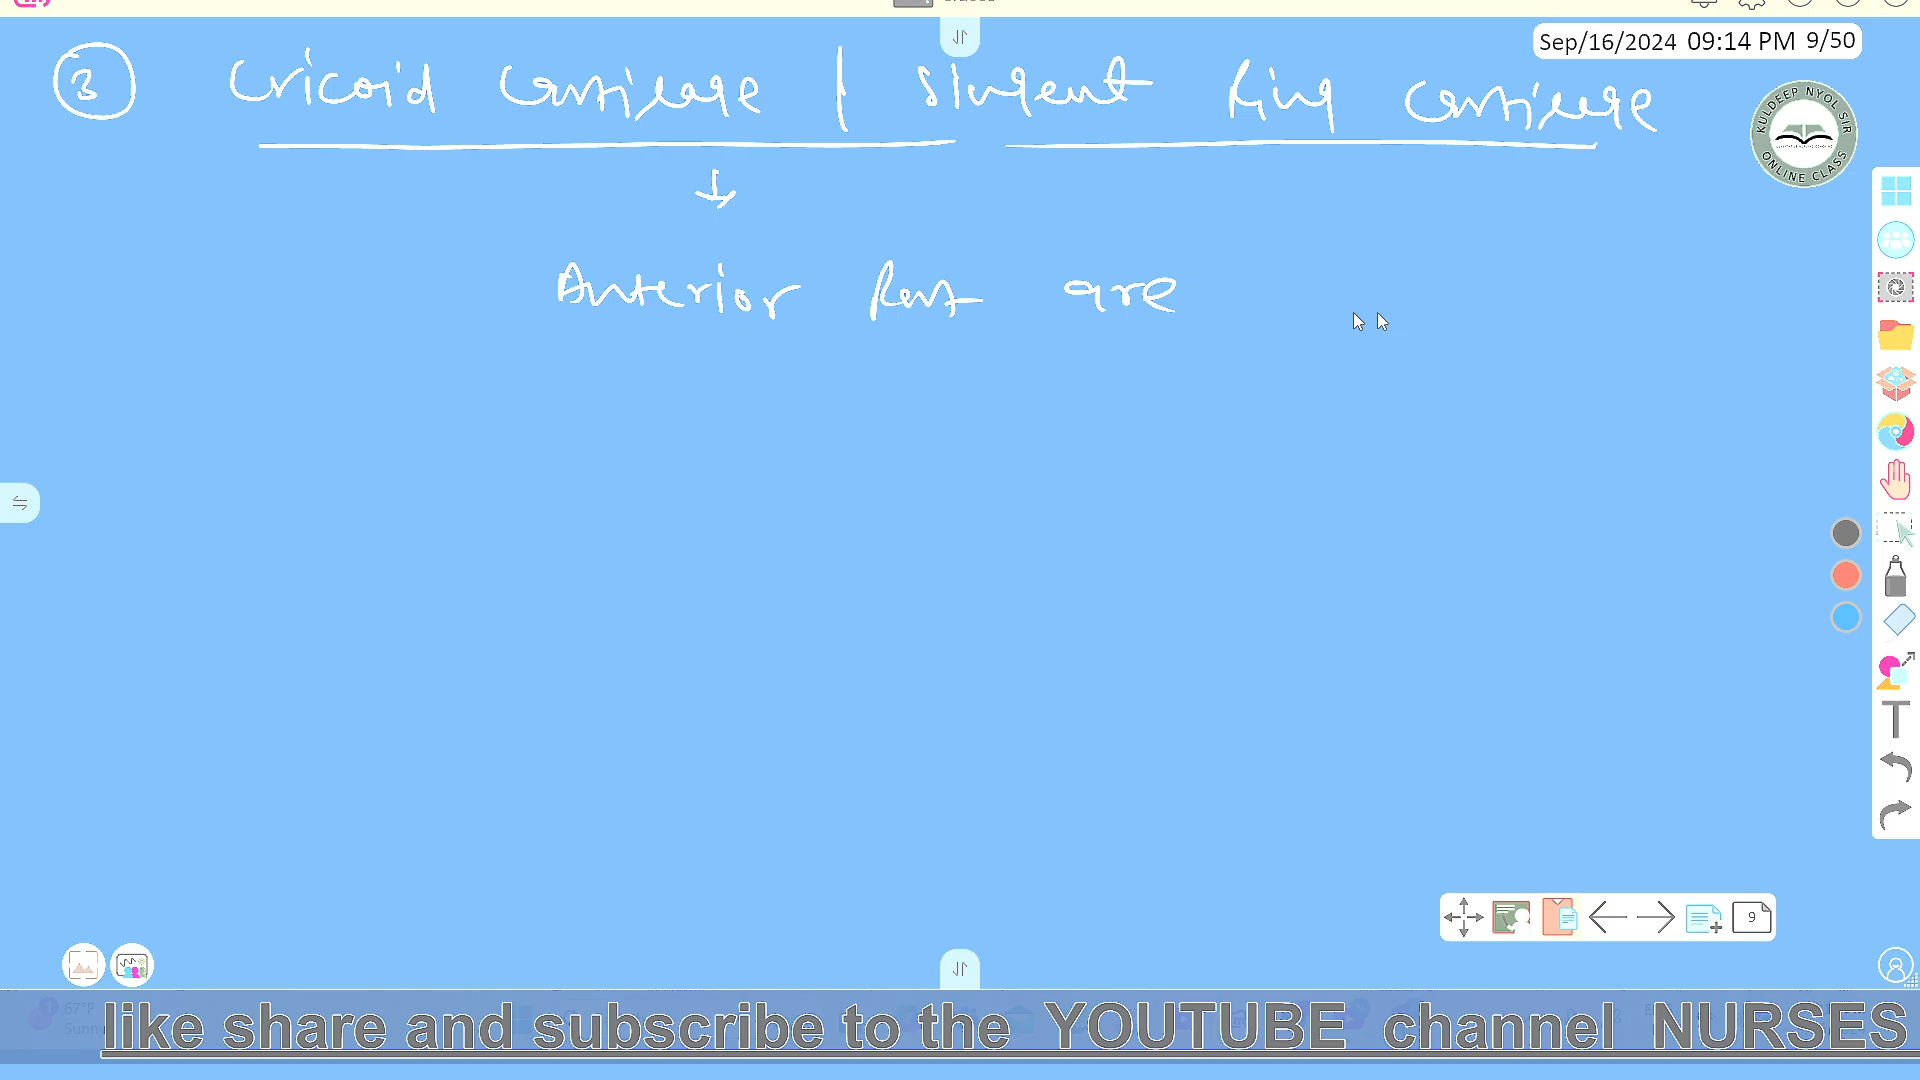 Sep/16/2024 09:14 PM 9/50
3 Cricoid Cartilage | Ring Cartilage
KULDEEP NYOL SIR
ONLINE CLASS
Anterior Part are
9
like share and subscribe to the YOUTUBE channel NURSES